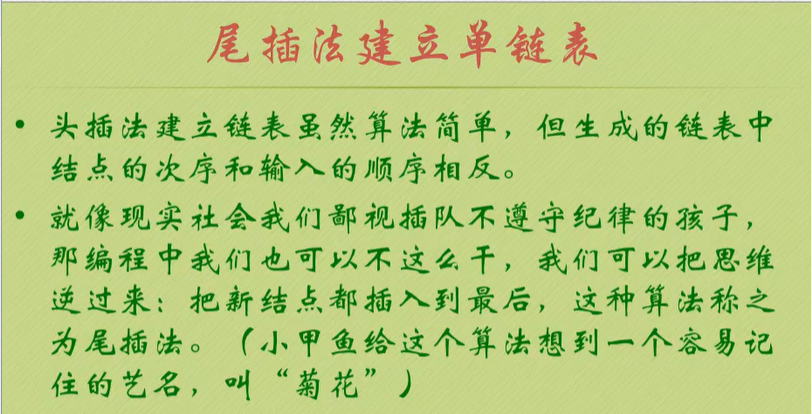 尾插法建立单链表
• 头插法建立链表虽然算法简单，但生成的链表中
结点的次序和输入的顺序相反。
• 就像现实社会我们鄙视插队不遵守纪律的孩子，
那编程中我们也可以不这么干，我们可以把思维
逆过来：把新结点都插入到最后，这种算法称之
为尾插法。（小甲鱼给这个算法想到一个容易记
住的艺名，叫“菊花”）